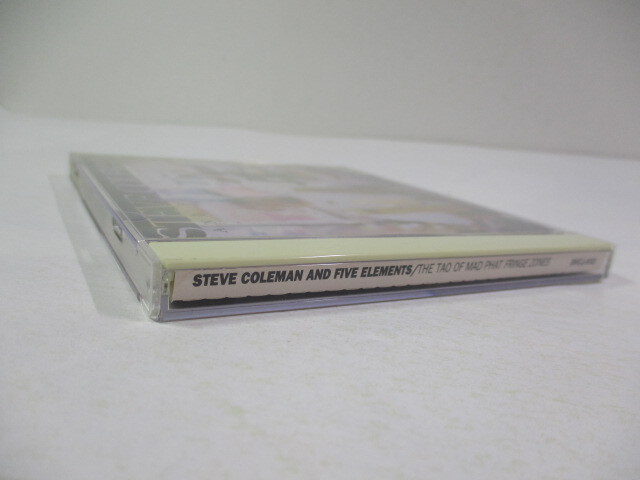 STEVE COLEMAN AND FIVE ELEMENTS/THE TAO OF MAD PHAT FRINGE ZONES